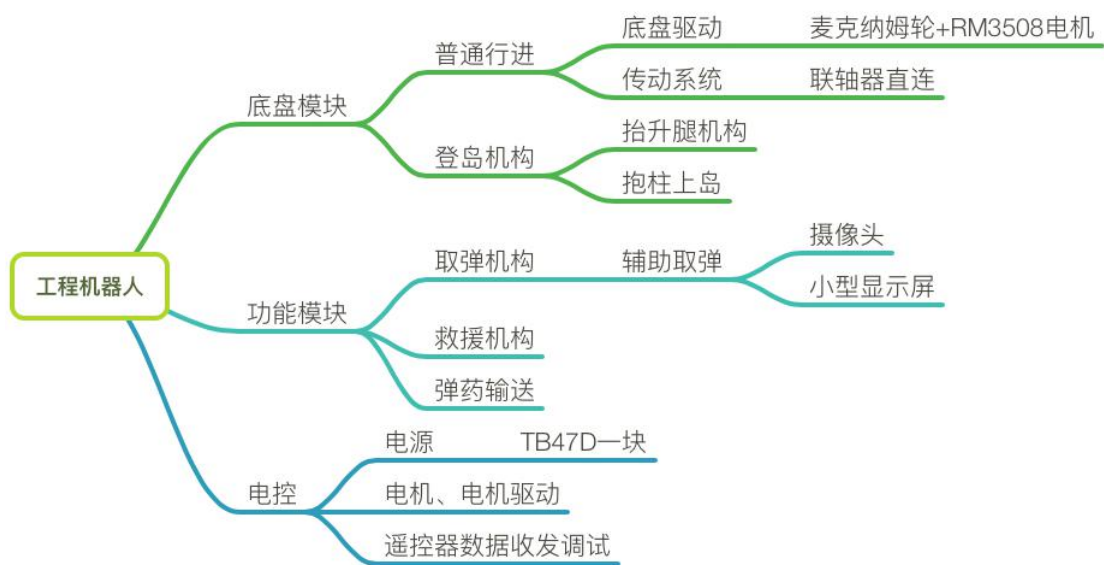 底盘驱动
麦克纳姆轮+RM3508电机
普通行进
传动系统
联轴器直连
底盘模块
抬升腿机构
登岛机构
抱柱上岛
摄像头
取弹机构
辅助取弹
小型显示屏
工程机器人
功能模块
救援机构
弹药输送
电源
TB47D一块
电控
电机、电机驱动
遥控器数据收发调试